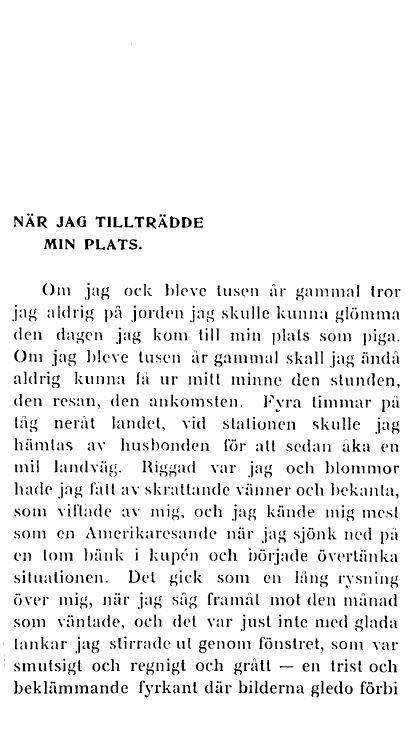 NÄR JAG TILLTRÄDDE
MIN PLATS.
Om jag ock bleve tusen år gammal tror
jag aldrig på jorden jag skulle kunna glömma
den dagen jag kom till min plats som piga.
Om jag bleve tusen år gammal skall jag ändå
aldrig kunna få ur mitt minne den stunden,
den resan, den ankomsten. Fyra timmar på
tåg neråt landet, vid stationen skulle jag
hämtas av husbonden för att sedan åka en
mil landväg. Riggad var jag och blommor
hade jag fått av skrattande vänner och bekanta,
som viftade av mig, och jag kände mig mest
som en Amerikaresande när jag sjönk ned på
en tom bänk i kupén och började övertänka
situationen. Det gick som en lång rysning
över mig, när jag såg framåt mot den månad
som väntade, och det var just inte med glada
tankar jag stirrade ut genom fönstret, som var
smutsigt och regnigt och grått — en trist och
beklämmande fyrkant där bilderna gledo förbi